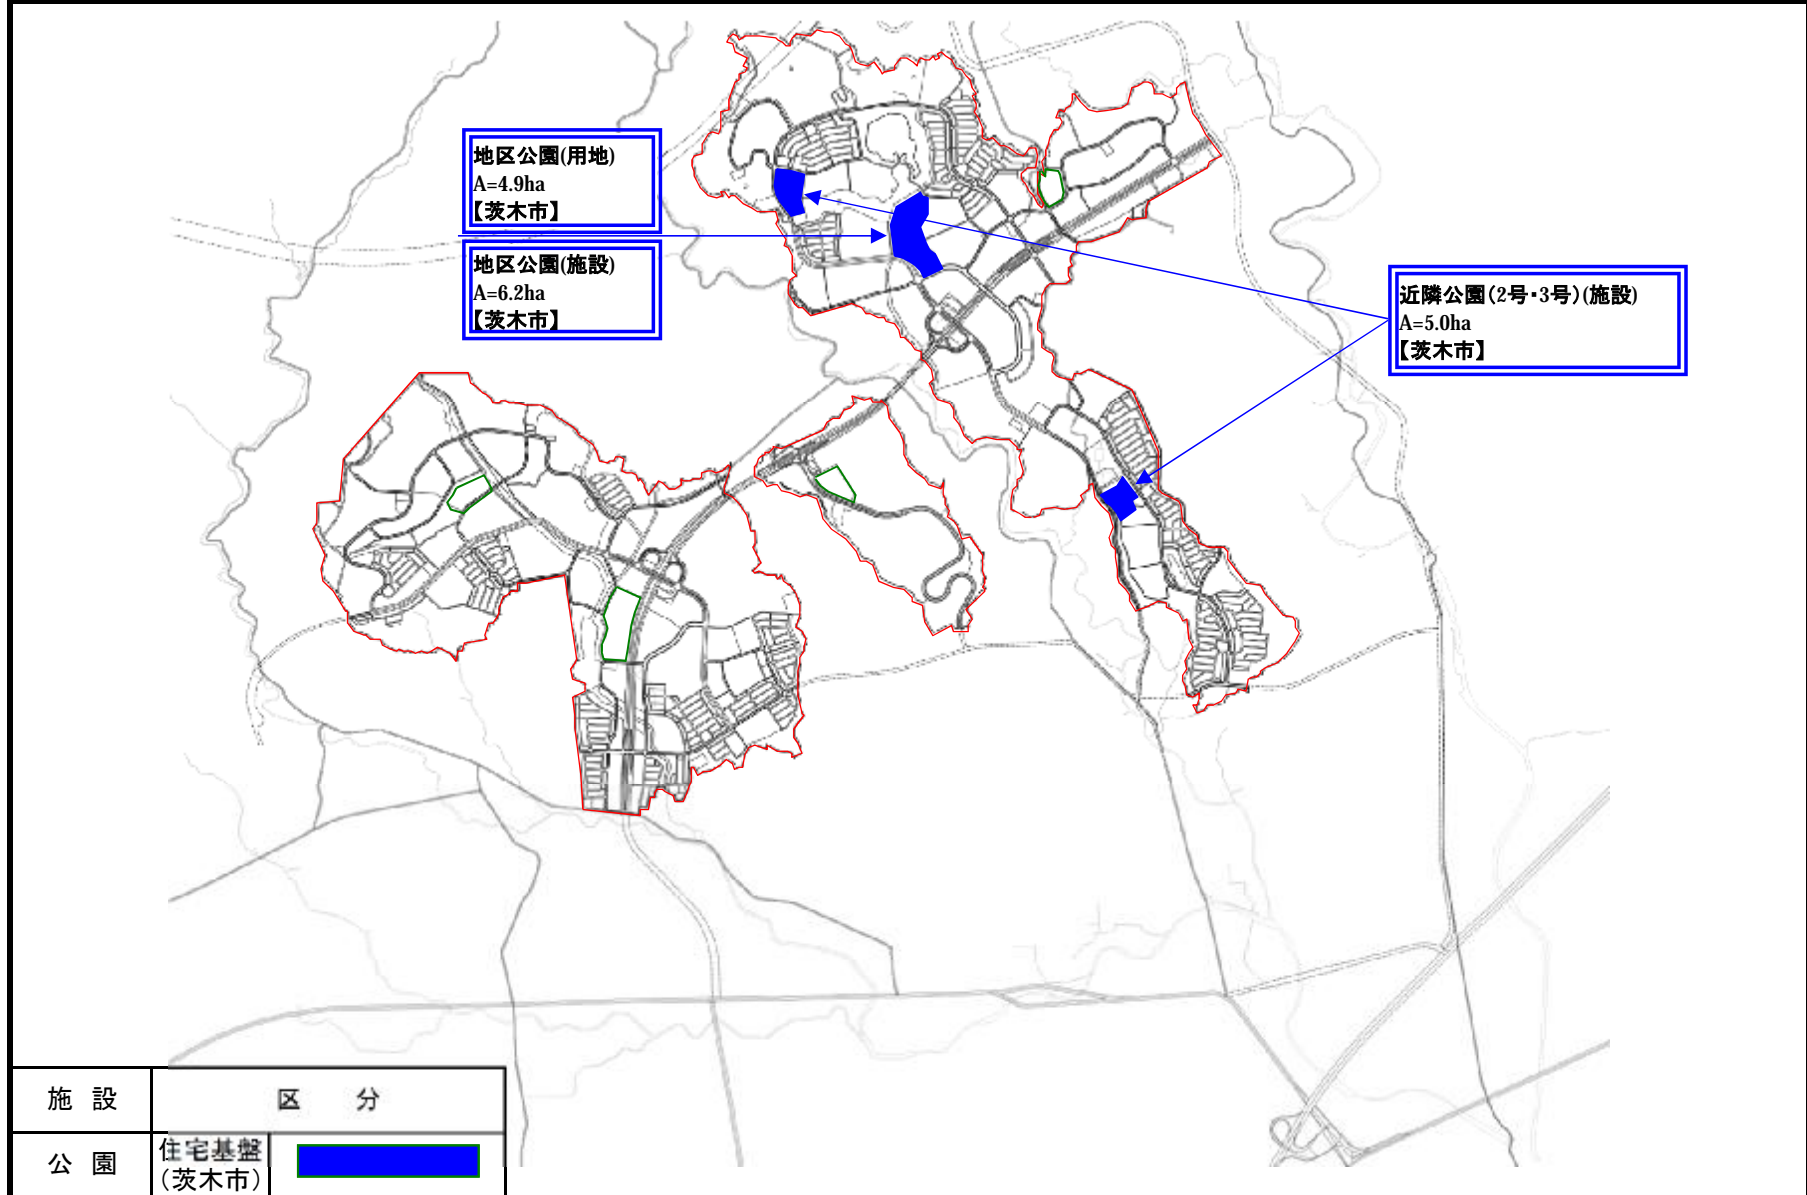 地区公園(用地)
A=4.9ha
【茨木市】
地区公園(施設)
A=6.2ha
【茨木市】
近隣公園(2号・3号)(施設)
A=5.0ha
【茨木市】
施 設
区 分
公 園
住宅基盤
(茨木市)